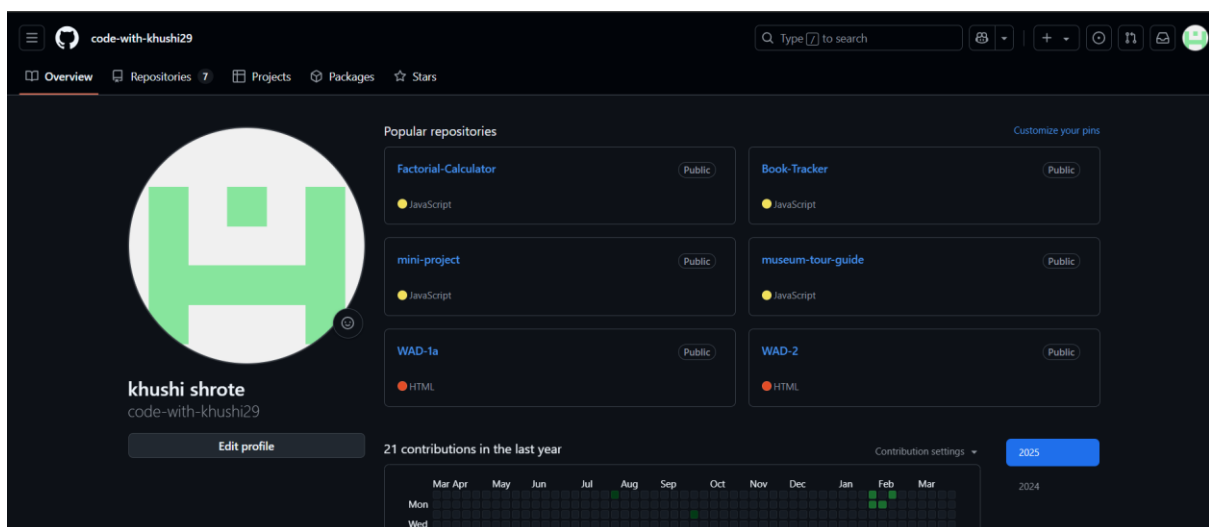 code-with-khushi29
Type / to search
Overview Repositories 7 Projects Packages Stars
Popular repositories Customize your pins
Factorial-Calculator Public
JavaScript
Book-Tracker Public
JavaScript
mini-project Public
JavaScript
museum-tour-guide Public
JavaScript
WAD-1a Public
HTML
WAD-2 Public
HTML
khushi shrote
code-with-khushi29
Edit profile
21 contributions in the last year Contribution settings
2025
2024
Mar Apr May Jun Jul Aug Sep Oct Nov Dec Jan Feb Mar
Mon
Wed